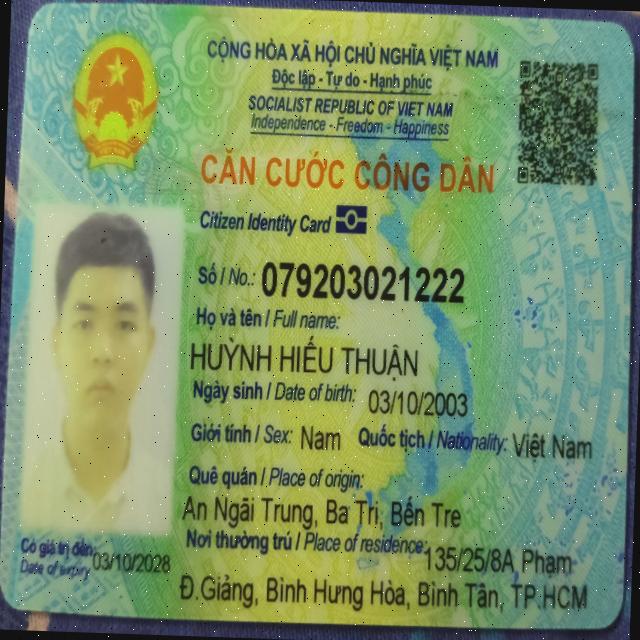 CỘNG HÒA XÃ HỘI CHỦ NGHĨA VIỆT NAM
Độc lập - Tự do - Hạnh phúc
SOCIALIST REPUBLIC OF VIET NAM
Independence - Freedom - Happiness
CĂN CƯỚC CÔNG DÂN
Citizen Identity Card
Số / No.: 079203021222
Họ và tên / Full name:
HUỲNH HIẾU THUẬN
Ngày sinh / Date of birth: 03/10/2003
Giới tính / Sex: Nam Quốc tịch / Nationality: Việt Nam
Quê quán / Place of origin:
An Ngãi Trung, Ba Tri, Bến Tre
Nơi thường trú / Place of residence: 135/25/8A Phạm
Đ.Giảng, Bình Hưng Hòa, Bình Tân, TP.HCM
Có giá trị đến: 03/10/2028
Date of expiry